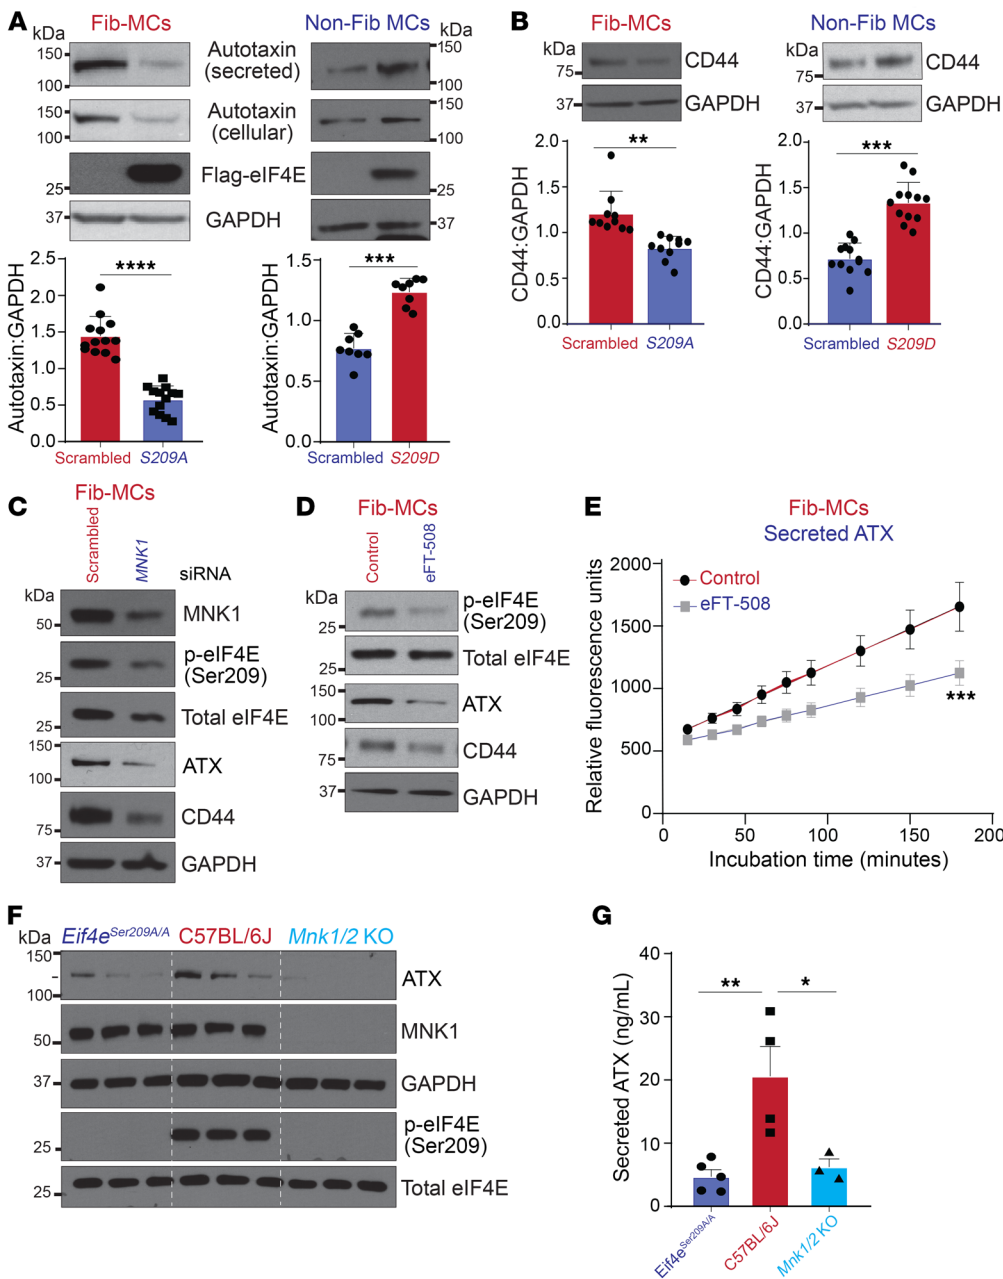 A
Fib-MCs
Non-Fib MCs
kDa
150
100
Autotaxin
(secreted)
kDa
150
100
150
100
Autotaxin
(cellular)
150
100
25
Flag-eIF4E
25
37
GAPDH
37
Autotaxin:GAPDH
2.5
2.0
1.5
1.0
0.5
0.0
****
Scrambled
S209A
Autotaxin:GAPDH
1.5
1.0
0.5
0.0
***
Scrambled
S209D
B
Fib-MCs
Non-Fib MCs
kDa
75
CD44
37
GAPDH
kDa
75
CD44
37
GAPDH
CD44:GAPDH
2.0
1.5
1.0
0.5
0.0
**
Scrambled
S209A
CD44:GAPDH
2.0
1.5
1.0
0.5
0.0
***
Scrambled
S209D
C
Fib-MCs
Scrambled
MNK1
siRNA
kDa
50
MNK1
25
p-eIF4E
(Ser209)
25
Total eIF4E
150
100
ATX
75
CD44
37
GAPDH
D
Fib-MCs
Control
eFT-508
kDa
25
p-eIF4E
(Ser209)
25
Total eIF4E
150
100
ATX
75
CD44
37
GAPDH
E
Fib-MCs
Secreted ATX
Relative fluorescence units
2000
1500
1000
500
0
Control
eFT-508
***
0
50
100
150
200
Incubation time (minutes)
F
kDa
Eif4eSer209A/A
C57BL/6J
Mnk1/2 KO
150
100
ATX
50
MNK1
37
GAPDH
25
p-eIF4E
(Ser209)
25
Total eIF4E
G
Secreted ATX (ng/mL)
40
30
20
10
0
**
*
Eif4eSer209A/A
C57BL/6J
Mnk1/2 KO